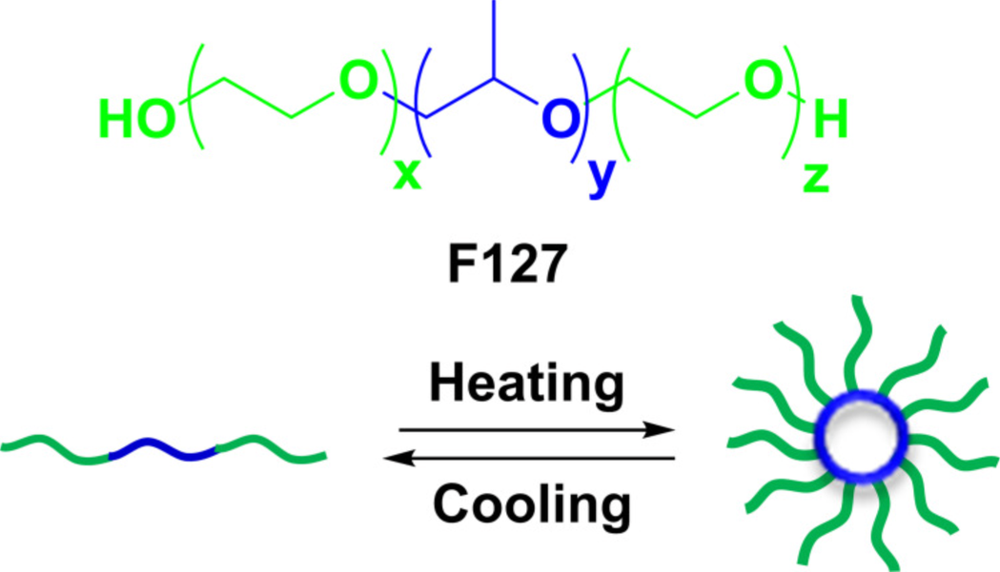 HO O O O H
x y z
F127
Heating
Cooling